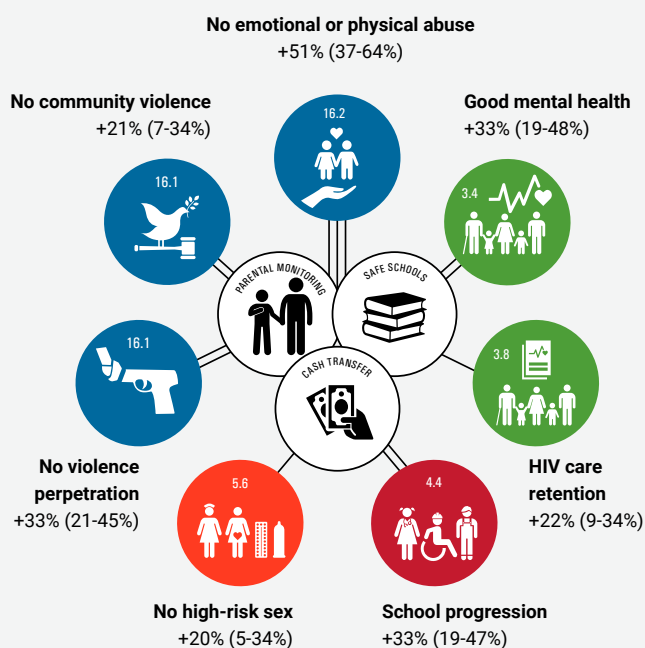 No emotional or physical abuse
+51% (37-64%)
No community violence
+21% (7-34%)
Good mental health
+33% (19-48%)
16.2
16.1
3.4
PARENTAL MONITORING
SAFE SCHOOLS
16.1
3.8
CASH TRANSFER
No violence
perpetration
+33% (21-45%)
HIV care
retention
+22% (9-34%)
5.6
4.4
No high-risk sex
+20% (5-34%)
School progression
+33% (19-47%)